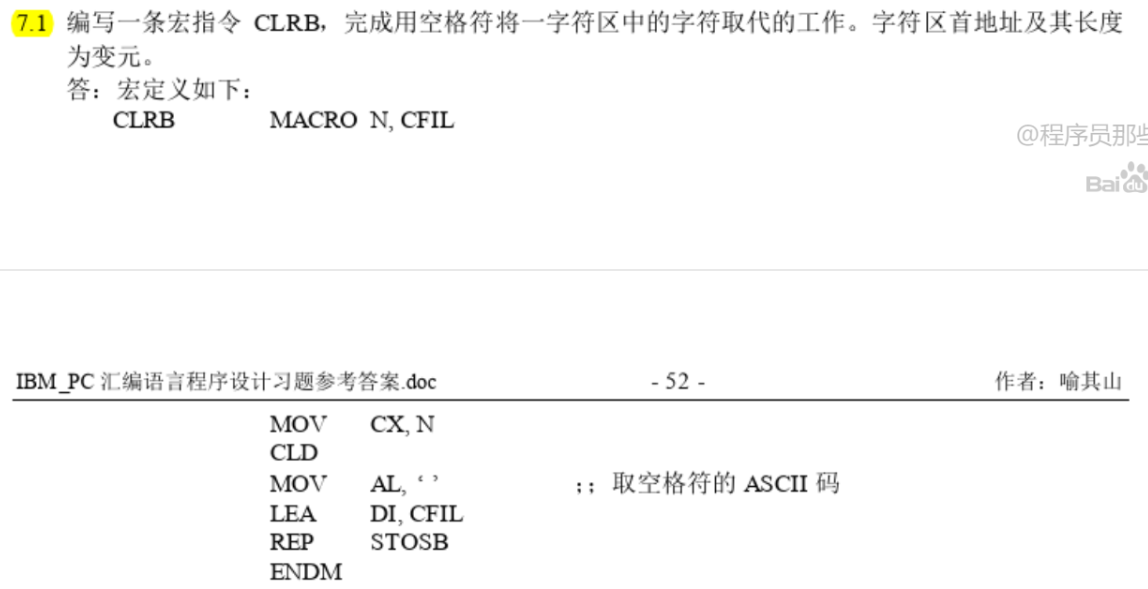 7.1 编写一条宏指令 CLRB，完成用空格符将一字符区中的字符取代的工作。字符区首地址及其长度
为变元。
答：宏定义如下：
CLRB MACRO N, CFIL
@程序员那些
Bai du
IBM_PC 汇编语言程序设计习题参考答案.doc - 52 - 作者：喻其山
MOV CX, N
CLD
MOV AL, ‘ ’ ；；取空格符的 ASCII 码
LEA DI, CFIL
REP STOSB
ENDM